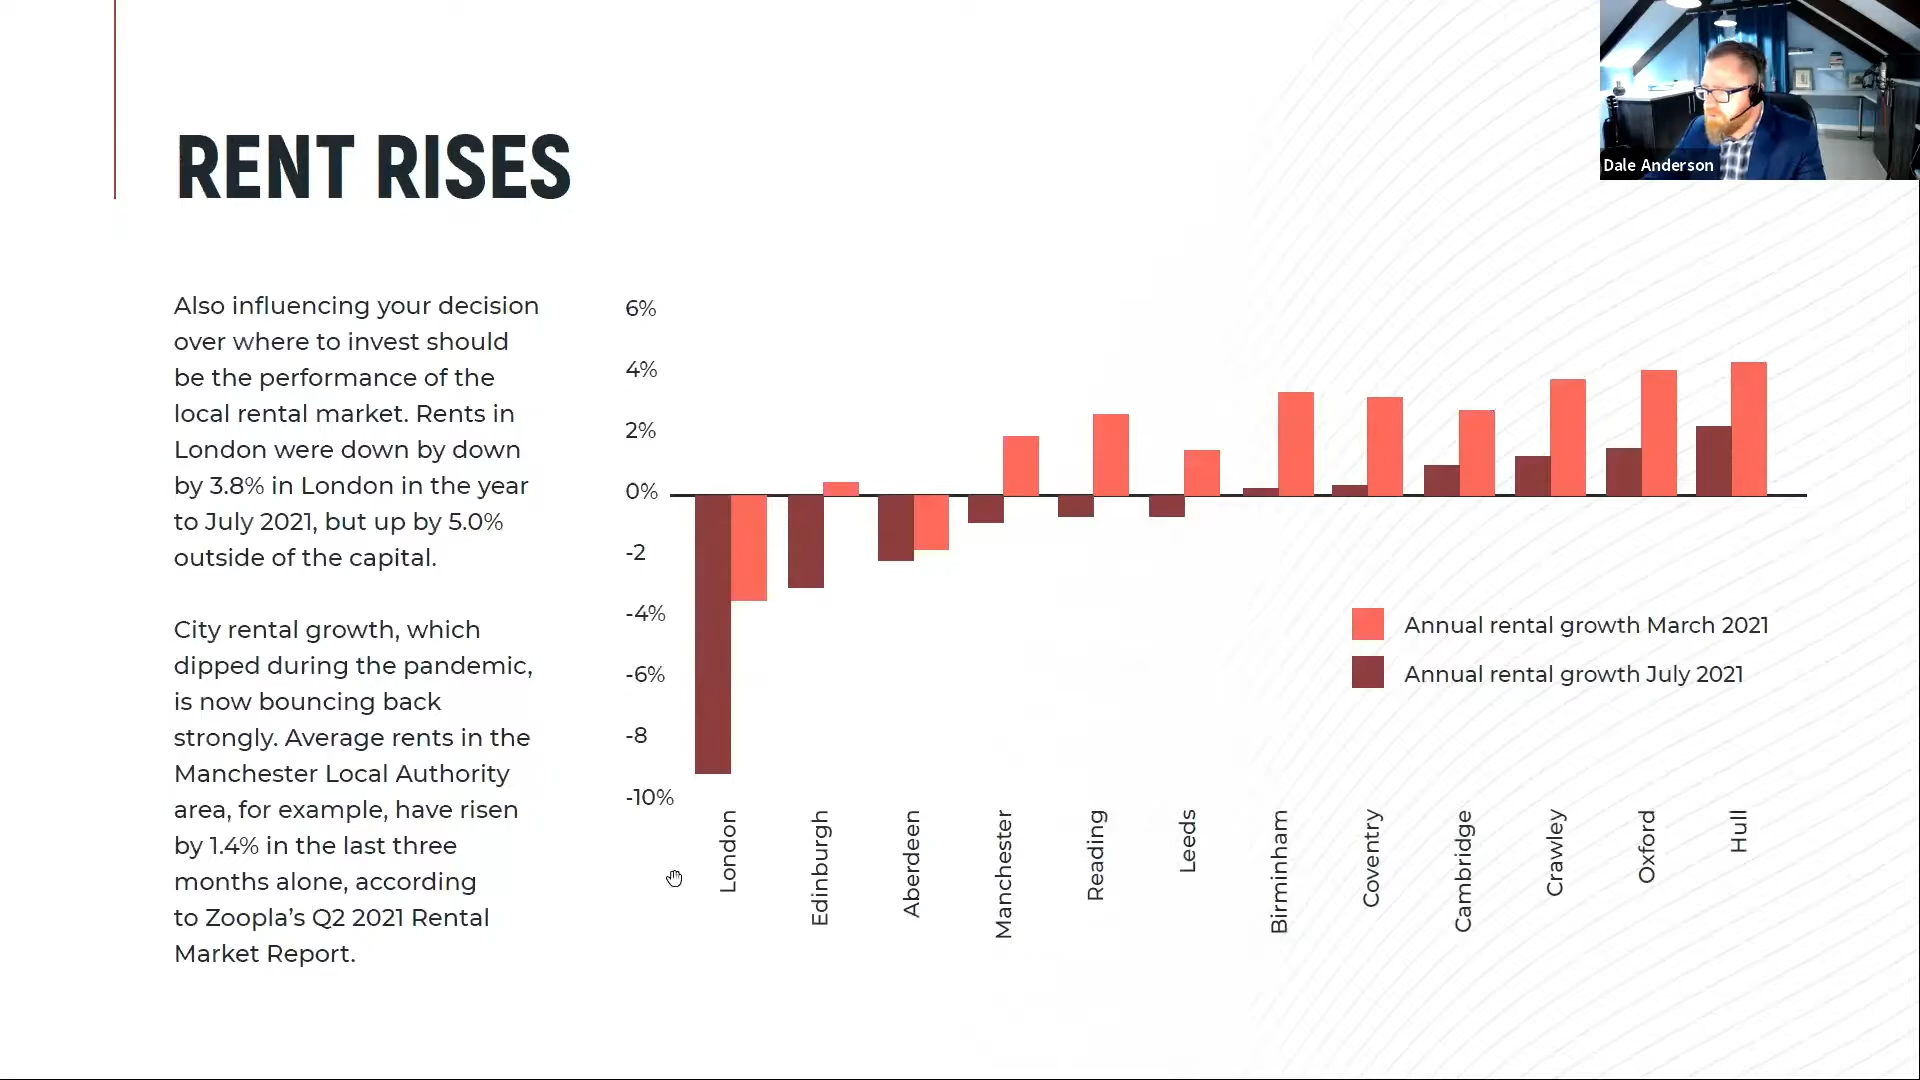 RENT RISES
Dale Anderson
Also influencing your decision
over where to invest should
be the performance of the
local rental market. Rents in
London were down by down
by 3.8% in London in the year
to July 2021, but up by 5.0%
outside of the capital.
City rental growth, which
dipped during the pandemic,
is now bouncing back
strongly. Average rents in the
Manchester Local Authority
area, for example, have risen
by 1.4% in the last three
months alone, according
to Zoopla’s Q2 2021 Rental
Market Report.
6%
4%
2%
0%
-2
-4%
-6%
-8
-10%
London
Edinburgh
Aberdeen
Manchester
Reading
Leeds
Birminham
Coventry
Cambridge
Crawley
Oxford
Hull
Annual rental growth March 2021
Annual rental growth July 2021